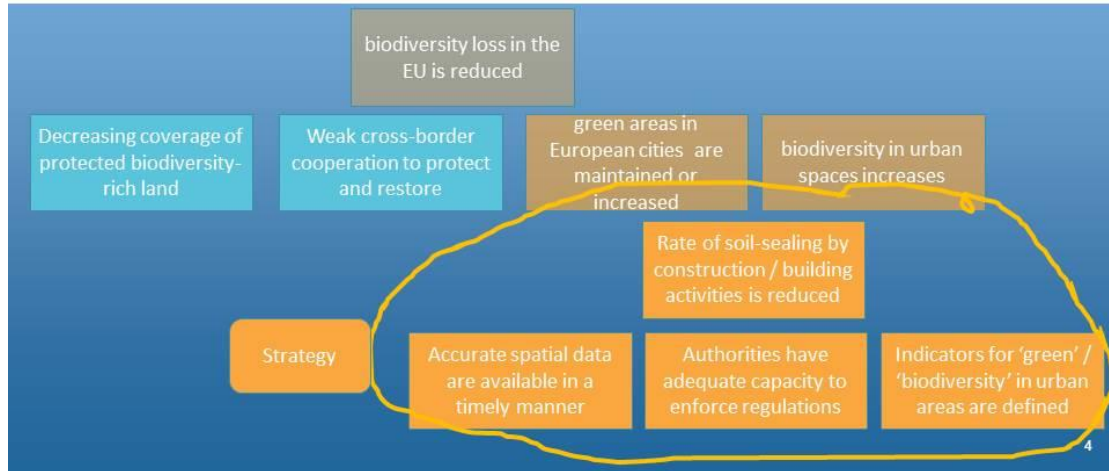 biodiversity loss in the
EU is reduced
Decreasing coverage of
protected biodiversity-
rich land
Weak cross-border
cooperation to protect
and restore
green areas in
European cities are
maintained or
increased
biodiversity in urban
spaces increases
Rate of soil-sealing by
construction / building
activities is reduced
Strategy
Accurate spatial data
are available in a
timely manner
Authorities have
adequate capacity to
enforce regulations
Indicators for ‘green’ /
‘biodiversity’ in urban
areas are defined
4